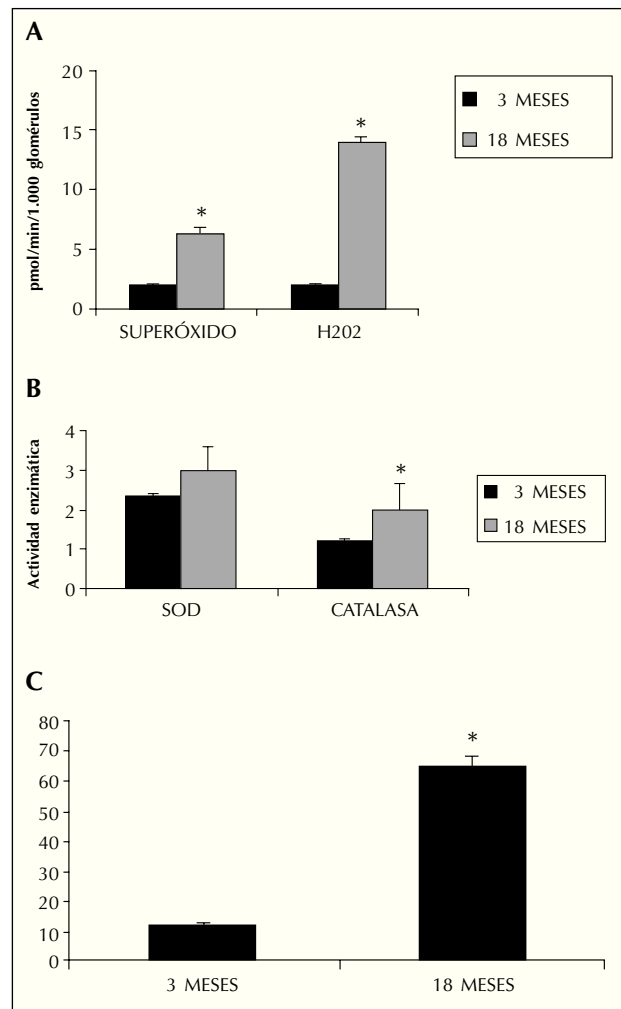 A
20
15
10
5
0
pmol/min/1.000 glomérulos
*
*
SUPERÓXIDO
H202
3 MESES
18 MESES
B
4
3
2
1
0
Actividad enzimática
*
SOD
CATALASA
3 MESES
18 MESES
C
80
70
60
50
40
30
20
10
0
*
3 MESES
18 MESES